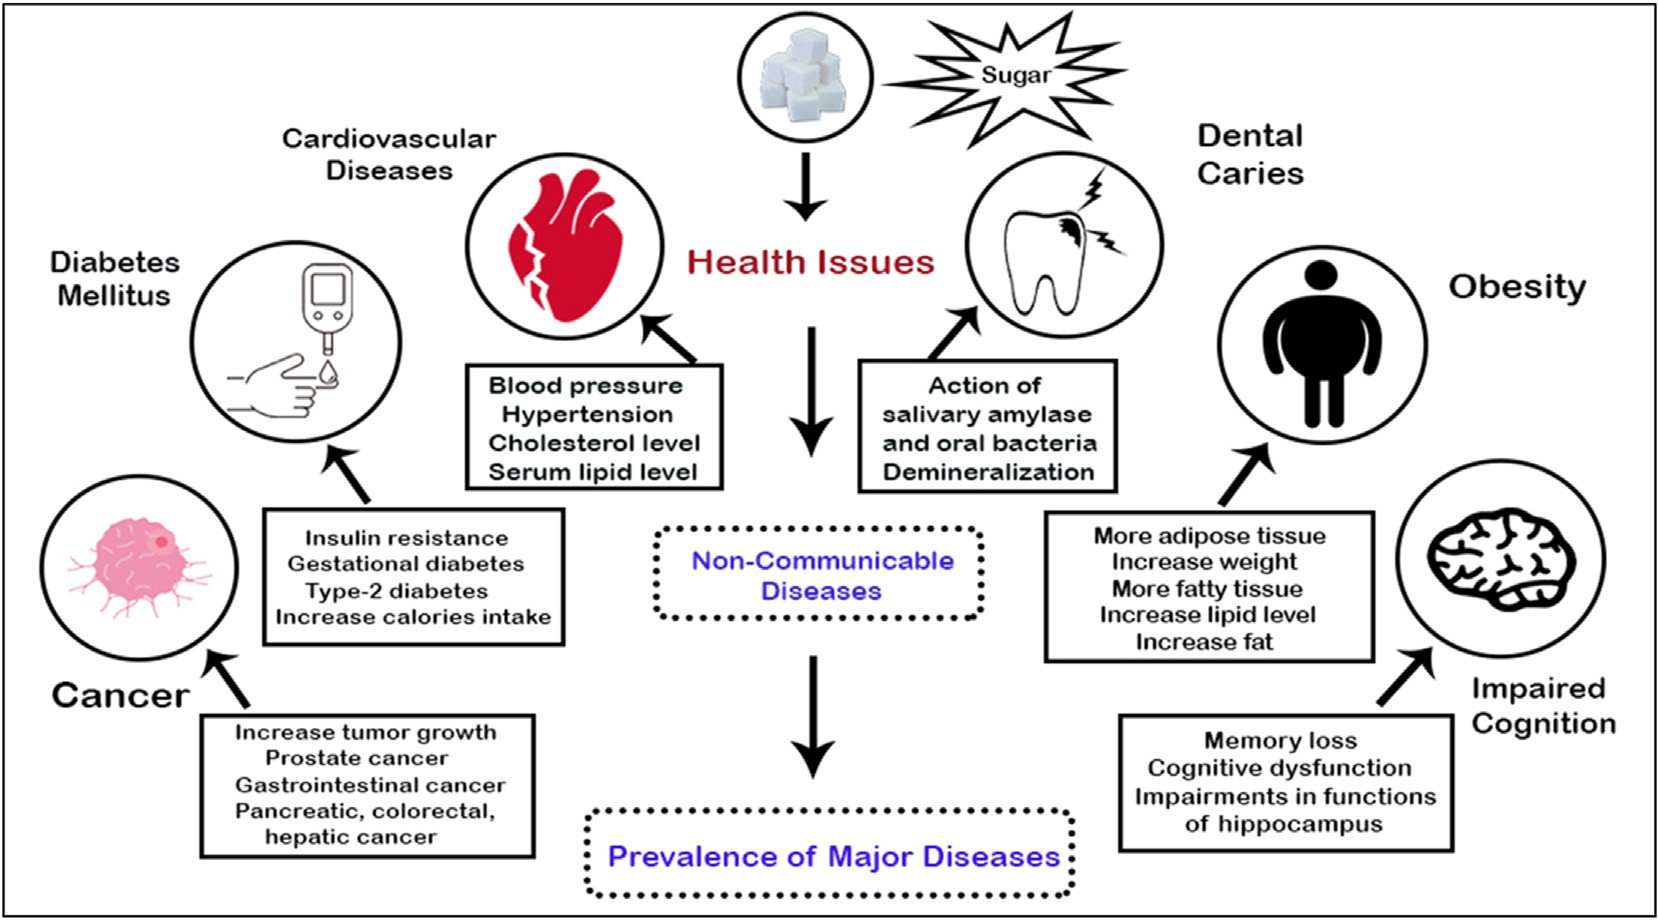 Sugar
Cardiovascular
Diseases
Dental
Caries
Diabetes
Mellitus
Health Issues
Obesity
Blood pressure
Hypertension
Cholesterol level
Serum lipid level
Action of
salivary amylase
and oral bacteria
Demineralization
Insulin resistance
Gestational diabetes
Type-2 diabetes
Increase calories intake
Non-Communicable
Diseases
More adipose tissue
Increase weight
More fatty tissue
Increase lipid level
Increase fat
Cancer
Impaired
Cognition
Increase tumor growth
Prostate cancer
Gastrointestinal cancer
Pancreatic, colorectal,
hepatic cancer
Memory loss
Cognitive dysfunction
Impairments in functions
of hippocampus
Prevalence of Major Diseases